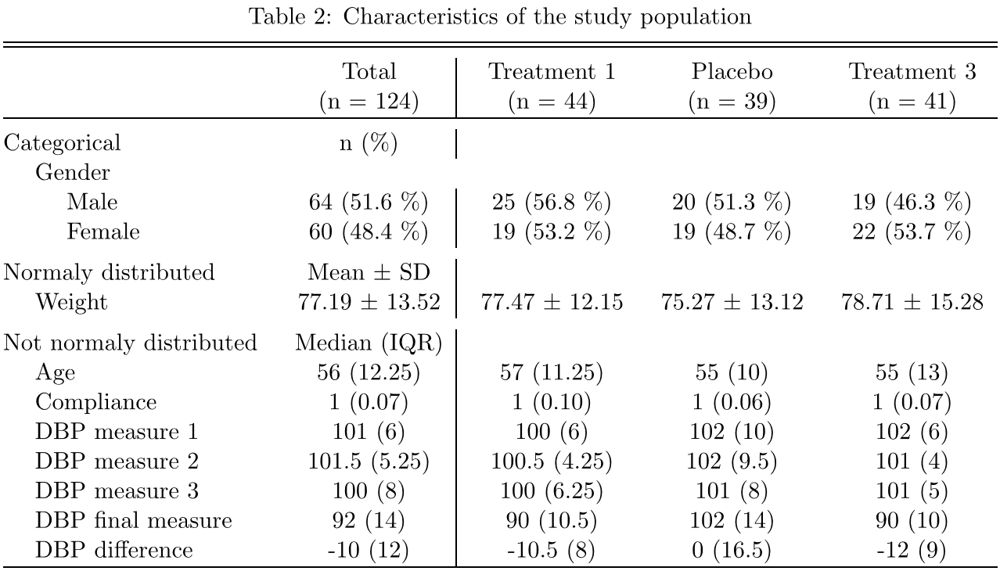 Table 2: Characteristics of the study population
Total Treatment 1 Placebo Treatment 3
(n = 124) (n = 44) (n = 39) (n = 41)
Categorical n (%)
Gender
Male 64 (51.6 %) 25 (56.8 %) 20 (51.3 %) 19 (46.3 %)
Female 60 (48.4 %) 19 (53.2 %) 19 (48.7 %) 22 (53.7 %)
Normaly distributed Mean ± SD
Weight 77.19 ± 13.52 77.47 ± 12.15 75.27 ± 13.12 78.71 ± 15.28
Not normaly distributed Median (IQR)
Age 56 (12.25) 57 (11.25) 55 (10) 55 (13)
Compliance 1 (0.07) 1 (0.10) 1 (0.06) 1 (0.07)
DBP measure 1 101 (6) 100 (6) 102 (10) 102 (6)
DBP measure 2 101.5 (5.25) 100.5 (4.25) 102 (9.5) 101 (4)
DBP measure 3 100 (8) 100 (6.25) 101 (8) 101 (5)
DBP final measure 92 (14) 90 (10.5) 102 (14) 90 (10)
DBP difference -10 (12) -10.5 (8) 0 (16.5) -12 (9)